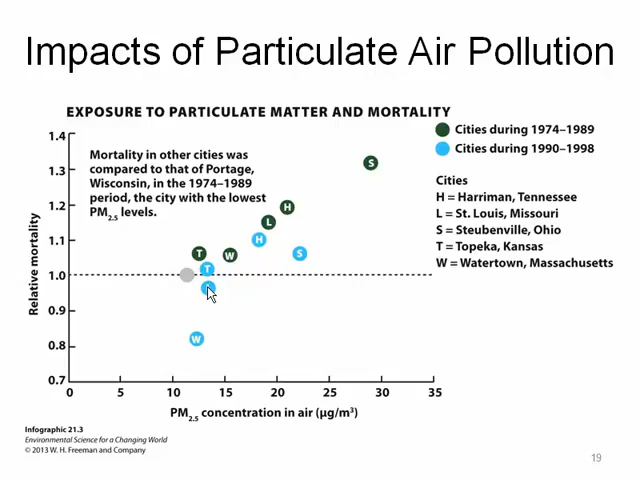 Impacts of Particulate Air Pollution
EXPOSURE TO PARTICULATE MATTER AND MORTALITY
Cities during 1974–1989
Cities during 1990–1998
Cities
H = Harriman, Tennessee
L = St. Louis, Missouri
S = Steubenville, Ohio
T = Topeka, Kansas
W = Watertown, Massachusetts
Mortality in other cities was
compared to that of Portage,
Wisconsin, in the 1974–1989
period, the city with the lowest
PM2.5 levels.
Relative mortality
1.4
1.3
1.2
1.1
1.0
0.9
0.8
0.7
S
H
L
H
S
T
W
T
W
0
5
10
15
20
25
30
35
PM2.5 concentration in air (µg/m³)
Infographic 21.3
Environmental Science for a Changing World
© 2013 W. H. Freeman and Company
19